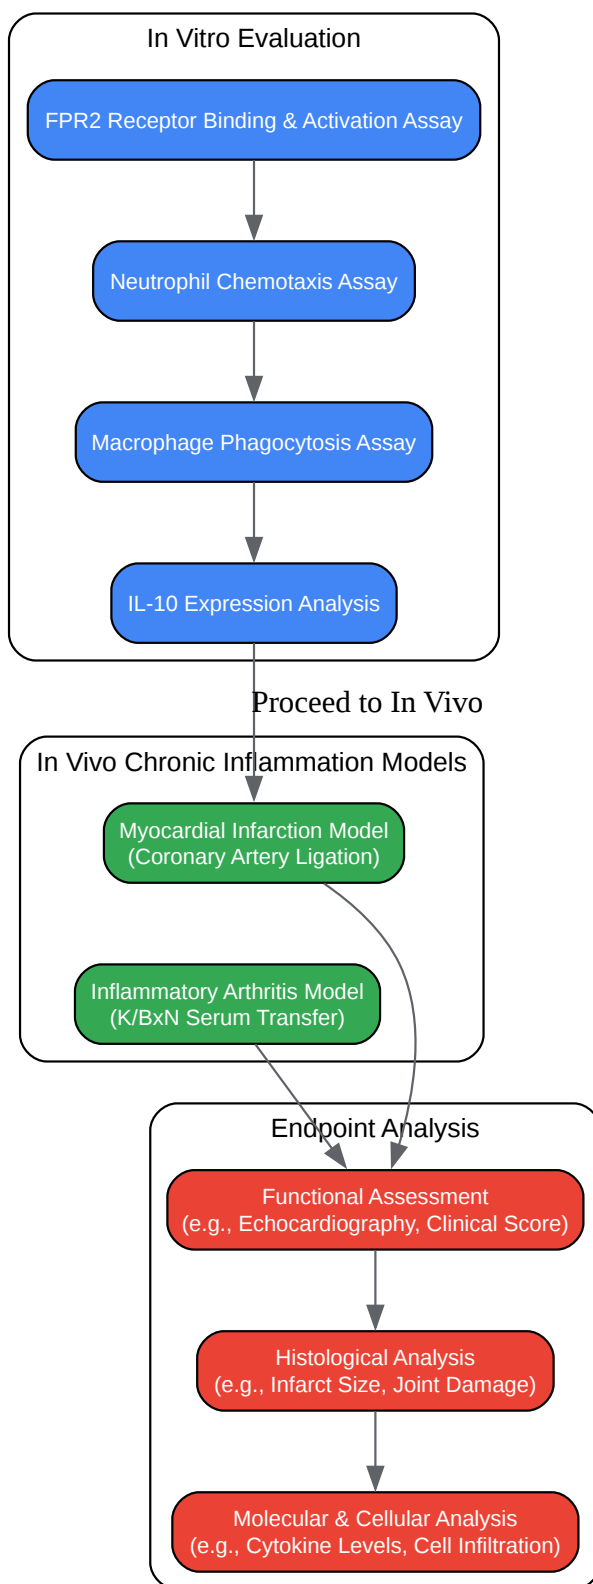 In Vitro Evaluation
FPR2 Receptor Binding & Activation Assay
Neutrophil Chemotaxis Assay
Macrophage Phagocytosis Assay
IL-10 Expression Analysis
Proceed to In Vivo
In Vivo Chronic Inflammation Models
Myocardial Infarction Model
(Coronary Artery Ligation)
Inflammatory Arthritis Model
(K/BxN Serum Transfer)
Endpoint Analysis
Functional Assessment
(e.g., Echocardiography, Clinical Score)
Histological Analysis
(e.g., Infarct Size, Joint Damage)
Molecular & Cellular Analysis
(e.g., Cytokine Levels, Cell Infiltration)